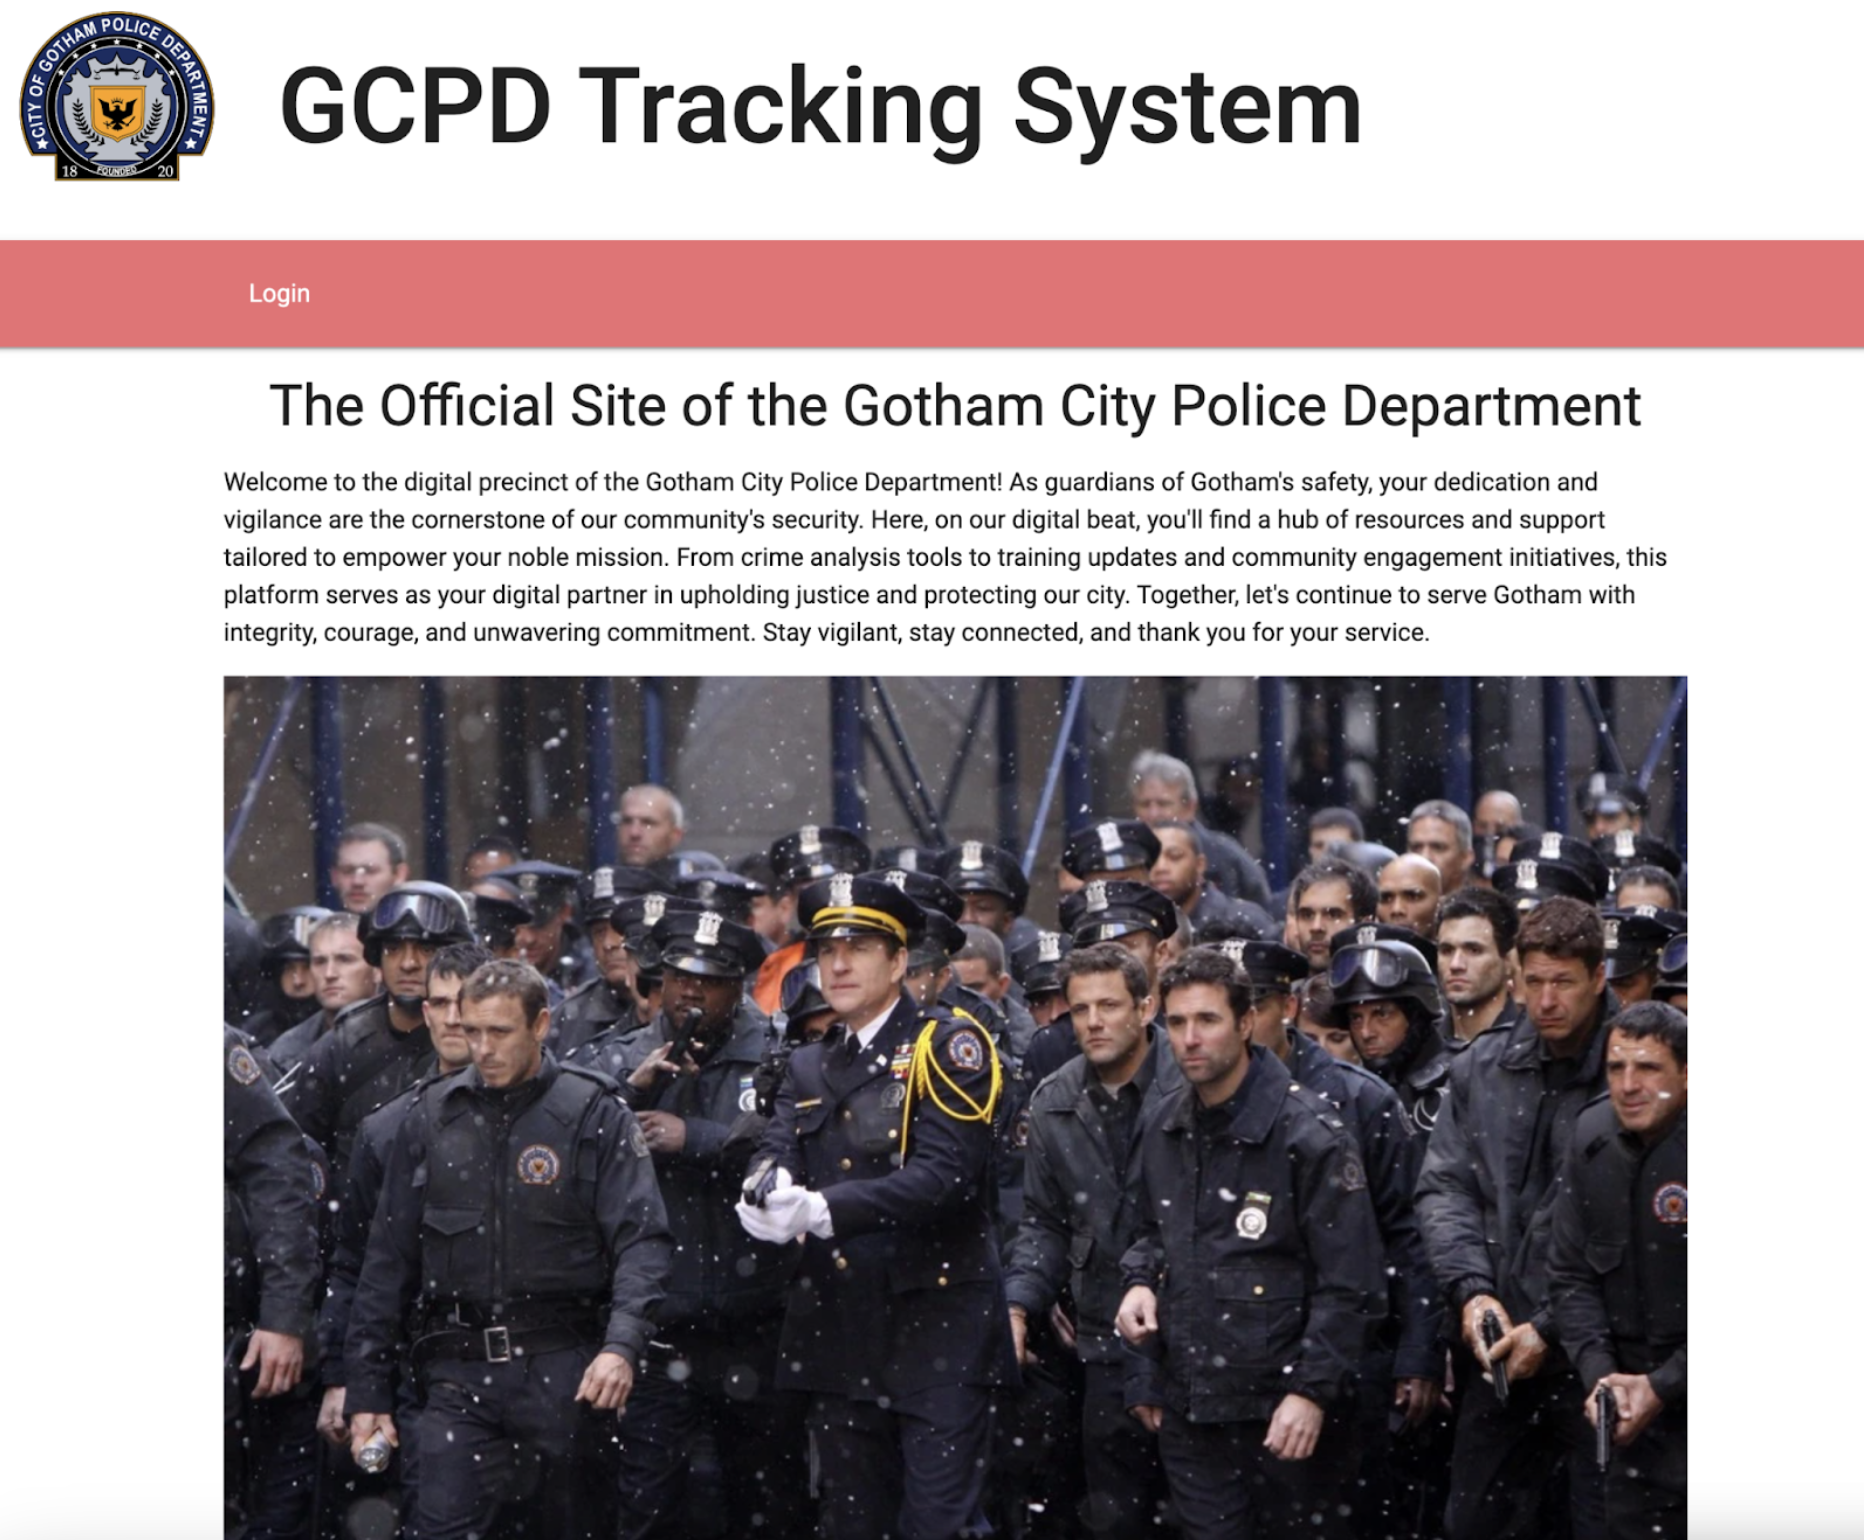 CITY OF GOTHAM POLICE DEPARTMENT
18 FOUNDED 20
GCPD Tracking System
Login
The Official Site of the Gotham City Police Department
Welcome to the digital precinct of the Gotham City Police Department! As guardians of Gotham's safety, your dedication and
vigilance are the cornerstone of our community's security. Here, on our digital beat, you'll find a hub of resources and support
tailored to empower your noble mission. From crime analysis tools to training updates and community engagement initiatives, this
platform serves as your digital partner in upholding justice and protecting our city. Together, let's continue to serve Gotham with
integrity, courage, and unwavering commitment. Stay vigilant, stay connected, and thank you for your service.